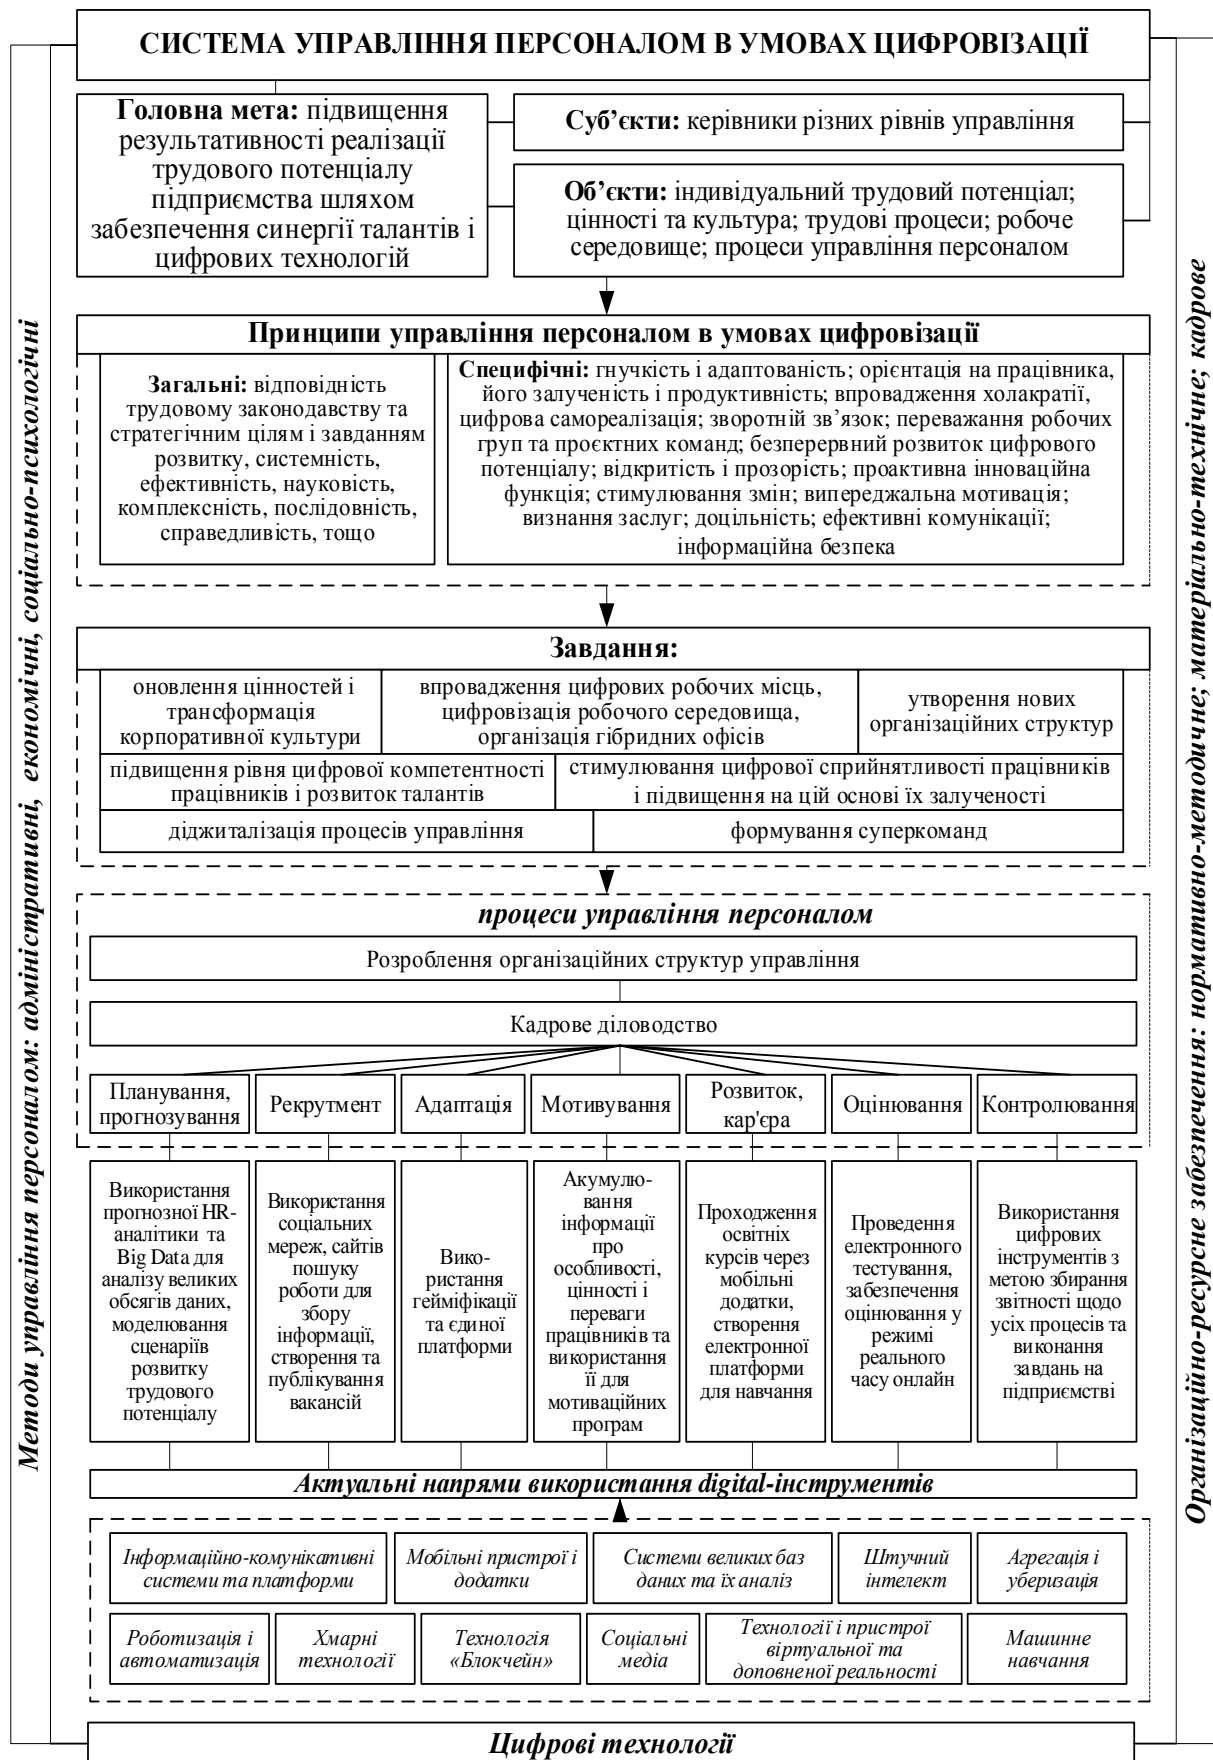 СИСТЕМА УПРАВЛІННЯ ПЕРСОНАЛОМ В УМОВАХ ЦИФРОВІЗАЦІЇ
Головна мета: підвищення
результативності реалізації
трудового потенціалу
підприємства шляхом
забезпечення синергії талантів і
цифрових технологій
Суб’єкти: керівники різних рівнів управління
Об’єкти: індивідуальний трудовий потенціал;
цінності та культура; трудові процеси; робоче
середовище; процеси управління персоналом
Принципи управління персоналом в умовах цифровізації
Загальні: відповідність
трудовому законодавству та
стратегічним цілям і завданням
розвитку, системність,
ефективність, науковість,
комплексність, послідовність,
справедливість, тощо
Специфічні: гнучкість і адаптованість; орієнтація на працівника,
його залученість і продуктивність; впровадження холакратії,
цифрова самореалізація; зворотній зв’язок; переважання робочих
груп та проєктних команд; безперервний розвиток цифрового
потенціалу; відкритість і прозорість; проактивна інноваційна
функція; стимулювання змін; випереджальна мотивація;
визнання заслуг; доцільність; ефективні комунікації;
інформаційна безпека
Завдання:
оновлення цінностей і
трансформація
корпоративної культури
впровадження цифрових робочих місць,
цифровізація робочого середовища,
організація гібридних офісів
утворення нових
організаційних структур
підвищення рівня цифрової компетентності
працівників і розвиток талантів
стимулювання цифрової сприйнятливості працівників
і підвищення на цій основі їх залученості
діджиталізація процесів управління
формування суперкоманд
процеси управління персоналом
Розроблення організаційних структур управління
Кадрове діловодство
Планування,
прогнозування
Рекрутмент
Адаптація
Мотивування
Розвиток,
кар'єра
Оцінювання
Контролювання
Використання
прогнозної HR-
аналітики та
Big Data для
аналізу великих
обсягів даних,
моделювання
сценаріїв
розвитку
трудового
потенціалу
Використання
соціальних
мереж, сайтів
пошуку
роботи для
збору
інформації,
створення та
публікування
вакансій
Вико-
ристання
гейміфікації
та єдиної
платформи
Акумулю-
вання
інформації
про
особливості,
цінності і
переваги
працівників та
використання
її для
мотиваційних
програм
Проходження
освітніх
курсів через
мобільні
додатки,
створення
електронної
платформи
для навчання
Проведення
електронного
тестування,
забезпечення
оцінювання у
режимі
реального
часу онлайн
Використання
цифрових
інструментів з
метою збирання
звітності щодо
усіх процесів та
виконання
завдань на
підприємстві
Актуальні напрями використання digital-інструментів
Інформаційно-комунікативні
системи та платформи
Мобільні пристрої і
додатки
Системи великих баз
даних та їх аналіз
Штучний
інтелект
Агрегація і
уберизація
Роботизація і
автоматизація
Хмарні
технології
Технологія
«Блокчейн»
Соціальні
медіа
Технології і пристрої
віртуальної та
доповненої реальності
Машинне
навчання
Цифрові технології
Методи управління персоналом: адміністративні, економічні, соціально-психологічні
Організаційно-ресурсне забезпечення: нормативно-методичне; матеріально-технічне; кадрове